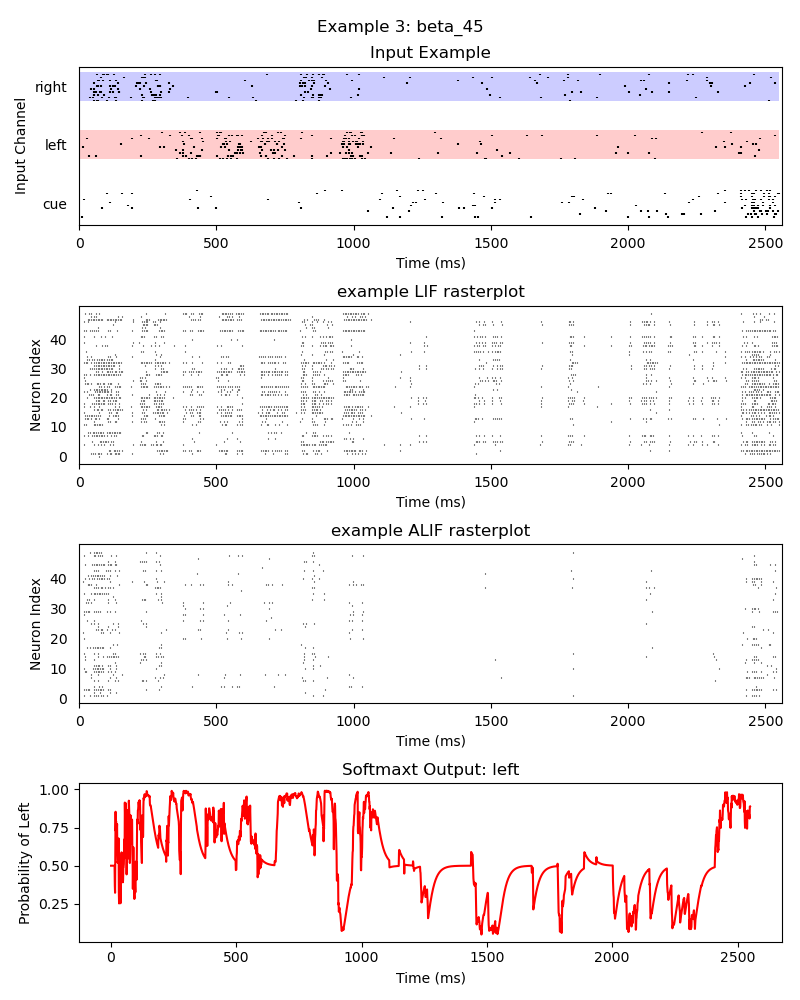 Example 3: beta_45
Input Example
Input Channel
right
left
cue
0 500 1000 1500 2000 2500
Time (ms)
example LIF rasterplot
Neuron Index
40
30
20
10
0
0 500 1000 1500 2000 2500
Time (ms)
example ALIF rasterplot
Neuron Index
40
30
20
10
0
0 500 1000 1500 2000 2500
Time (ms)
Softmaxt Output: left
Probability of Left
1.00
0.75
0.50
0.25
0 500 1000 1500 2000 2500
Time (ms)